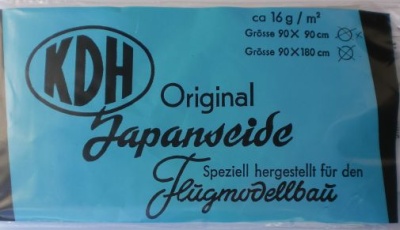 KDH
ca 16 g / m²
Grösse 90 X 90 cm
Grösse 90 X 180 cm
Original
Japanseide
Speziell hergestellt für den
Flugmodellbau